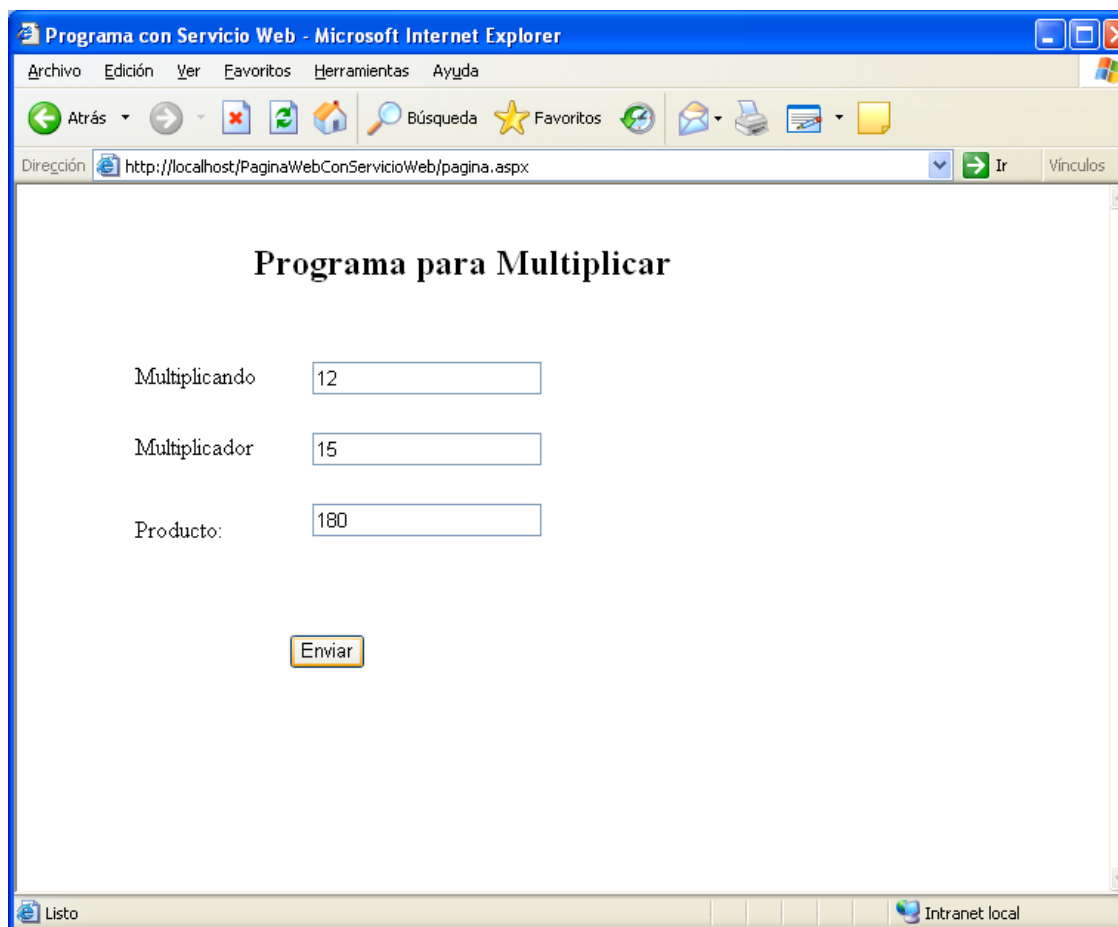 Programa con Servicio Web - Microsoft Internet Explorer
Archivo Edición Ver Favoritos Herramientas Ayuda
Atrás Búsqueda Favoritos
Dirección http://localhost/PaginaWebConServicioWeb/pagina.aspx Ir Vínculos
Programa para Multiplicar
Multiplicando 12
Multiplicador 15
Producto: 180
Enviar
Listo Intranet local